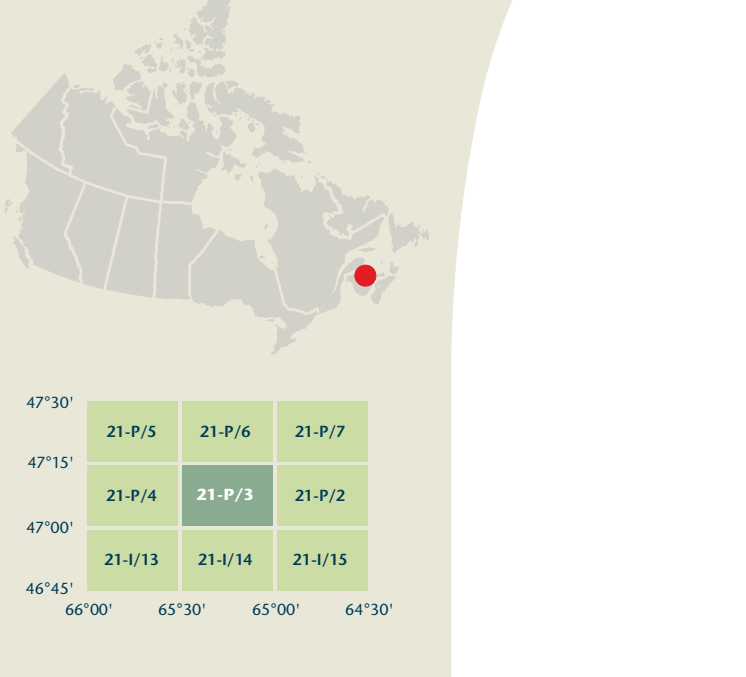 47°30'
21-P/5 21-P/6 21-P/7
47°15'
21-P/4 21-P/3 21-P/2
47°00'
21-I/13 21-I/14 21-I/15
46°45'
66°00' 65°30' 65°00' 64°30'